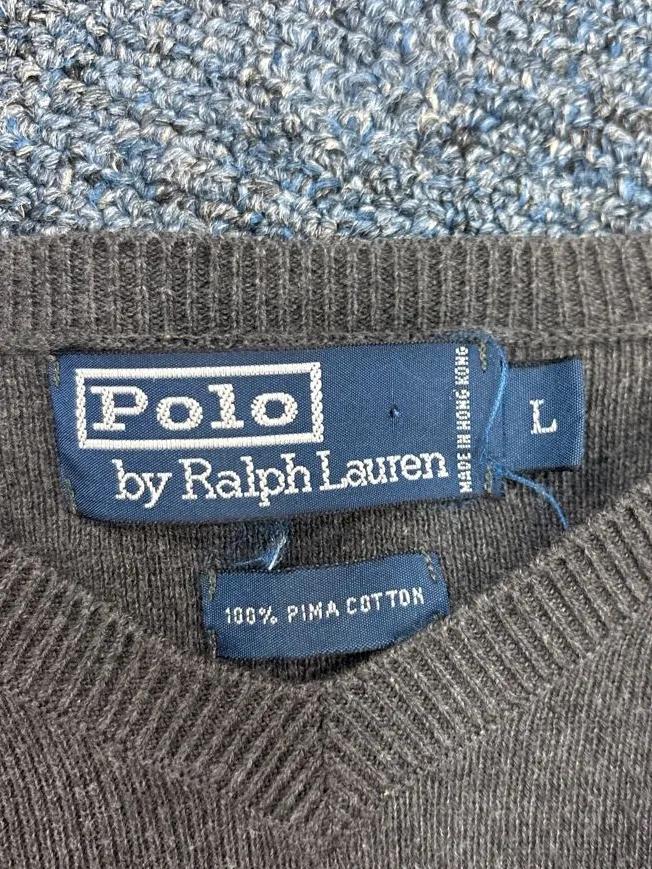 Polo
by Ralph Lauren
MADE IN HONG KONG
L
100% PIMA COTTON